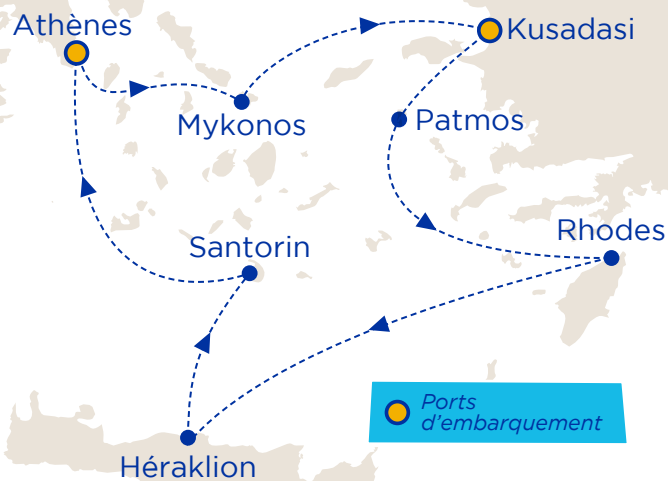 Athènes
Kusadasi
Mykonos
Patmos
Rhodes
Santorin
Ports
d'embarquement
Héraklion